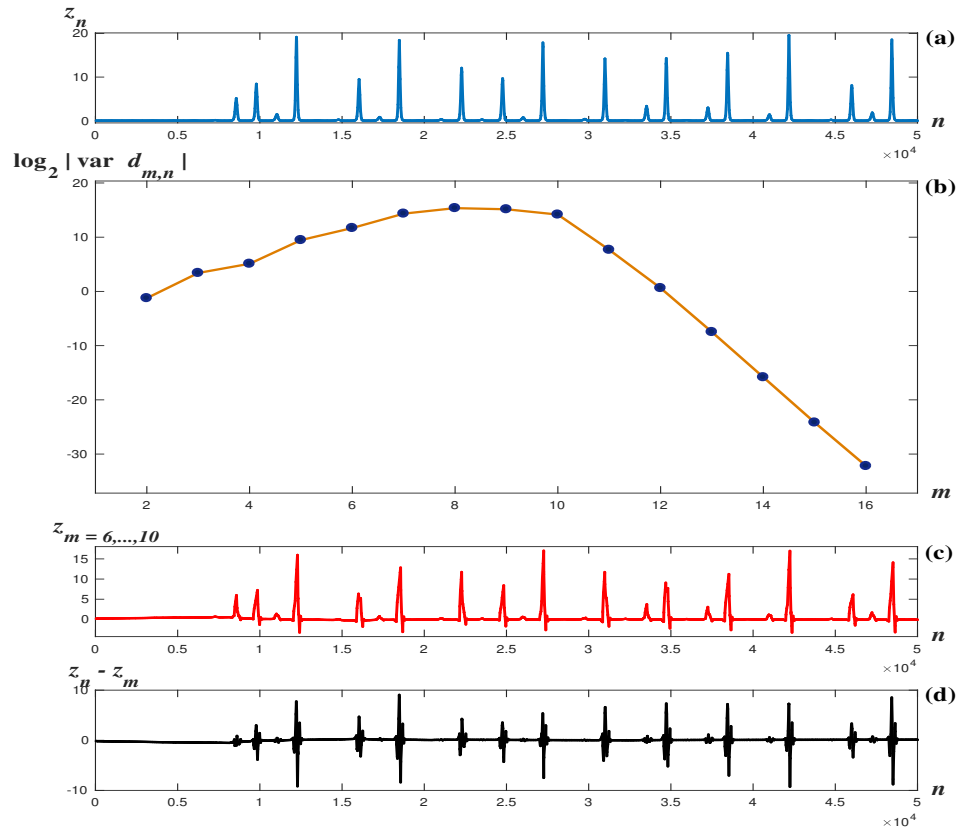 z_n
(a)
20
10
0
0 0.5 1 1.5 2 2.5 3 3.5 4 4.5 5 n
×10^4
log_2 | var d_{m,n} |
(b)
20
10
0
-10
-20
-30
2 4 6 8 10 12 14 16 m
z_{m = 6,...,10}
(c)
15
10
5
0
0 0.5 1 1.5 2 2.5 3 3.5 4 4.5 5 n
×10^4
z_n - z_m
(d)
10
0
-10
0 0.5 1 1.5 2 2.5 3 3.5 4 4.5 5 n
×10^4